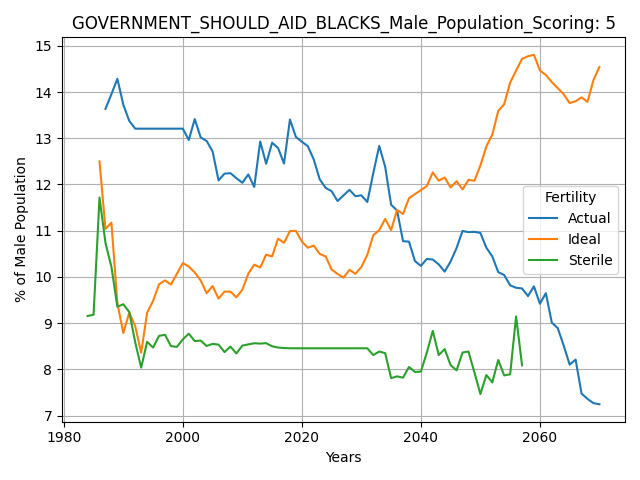 GOVERNMENT_SHOULD_AID_BLACKS_Male_Population_Scoring: 5
15
14
13
12
11
10
9
8
7
% of Male Population
1980
2000
2020
2040
2060
Years
Fertility
Actual
Ideal
Sterile